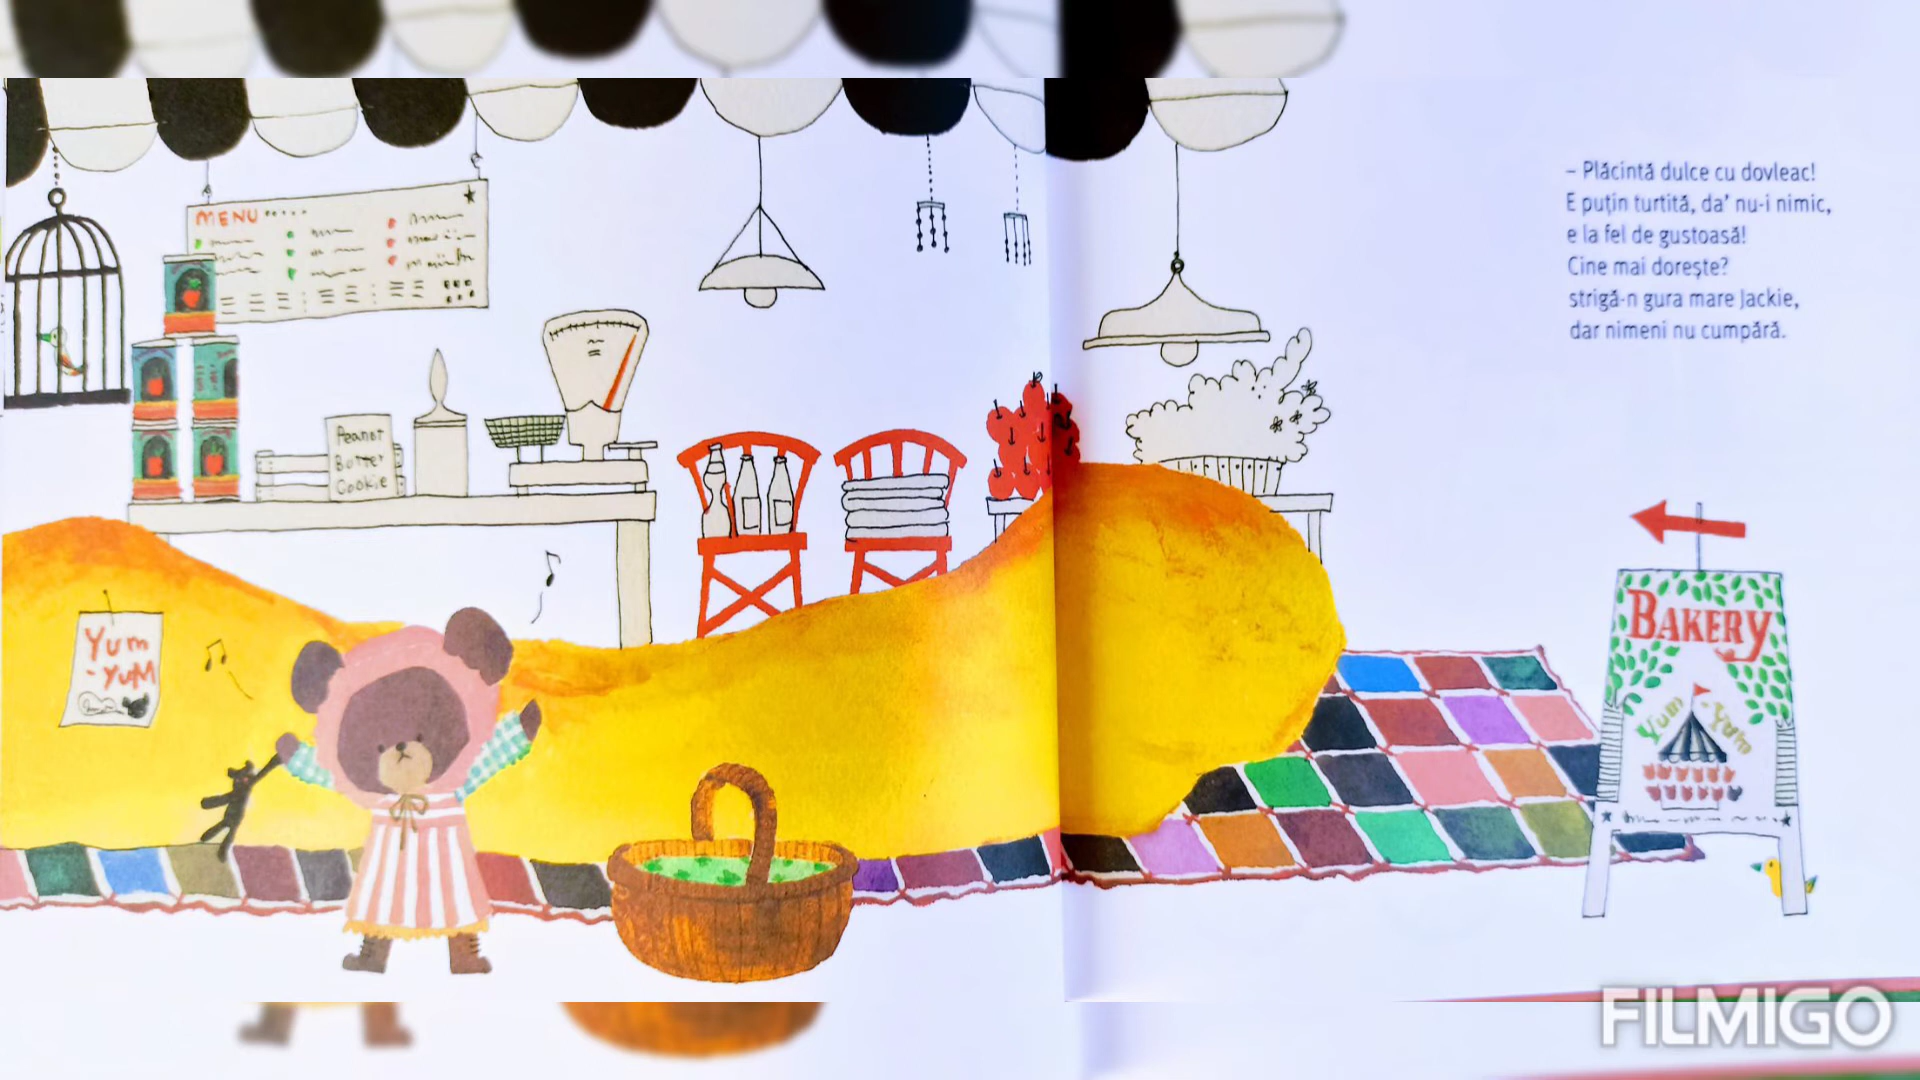 MENU
Peanut
Butter
Cookie
Yum
-YUM
– Plăcintă dulce cu dovleac!
E puțin turtită, da’ nu-i nimic,
e la fel de gustoasă!
Cine mai dorește?
strigă-n gura mare Jackie,
dar nimeni nu cumpără.
BAKERY
Yum-Yum
FILMIGO